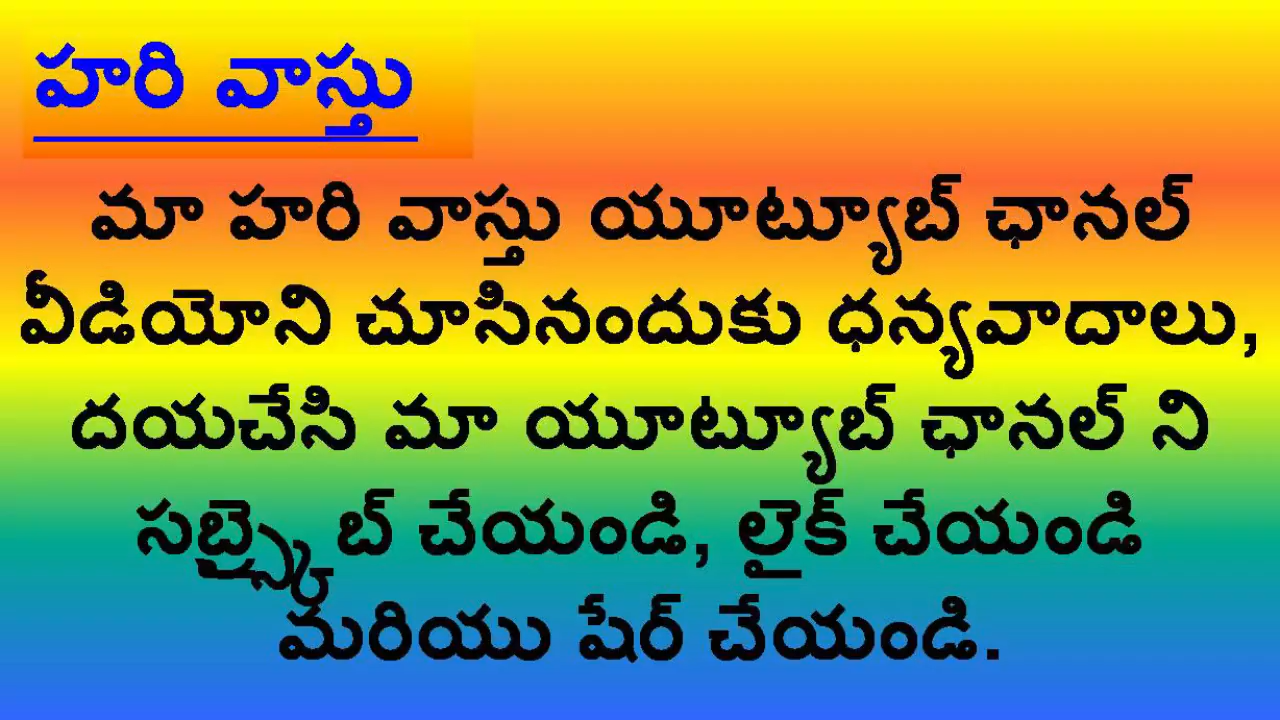 హరి వాస్తు
మా హరి వాస్తు యూట్యూబ్ ఛానల్
వీడియోని చూసినందుకు ధన్యవాదాలు,
దయచేసి మా యూట్యూబ్ ఛానల్ ని
సబ్స్క్రైబ్ చేయండి, లైక్ చేయండి
మరియు షేర్ చేయండి.